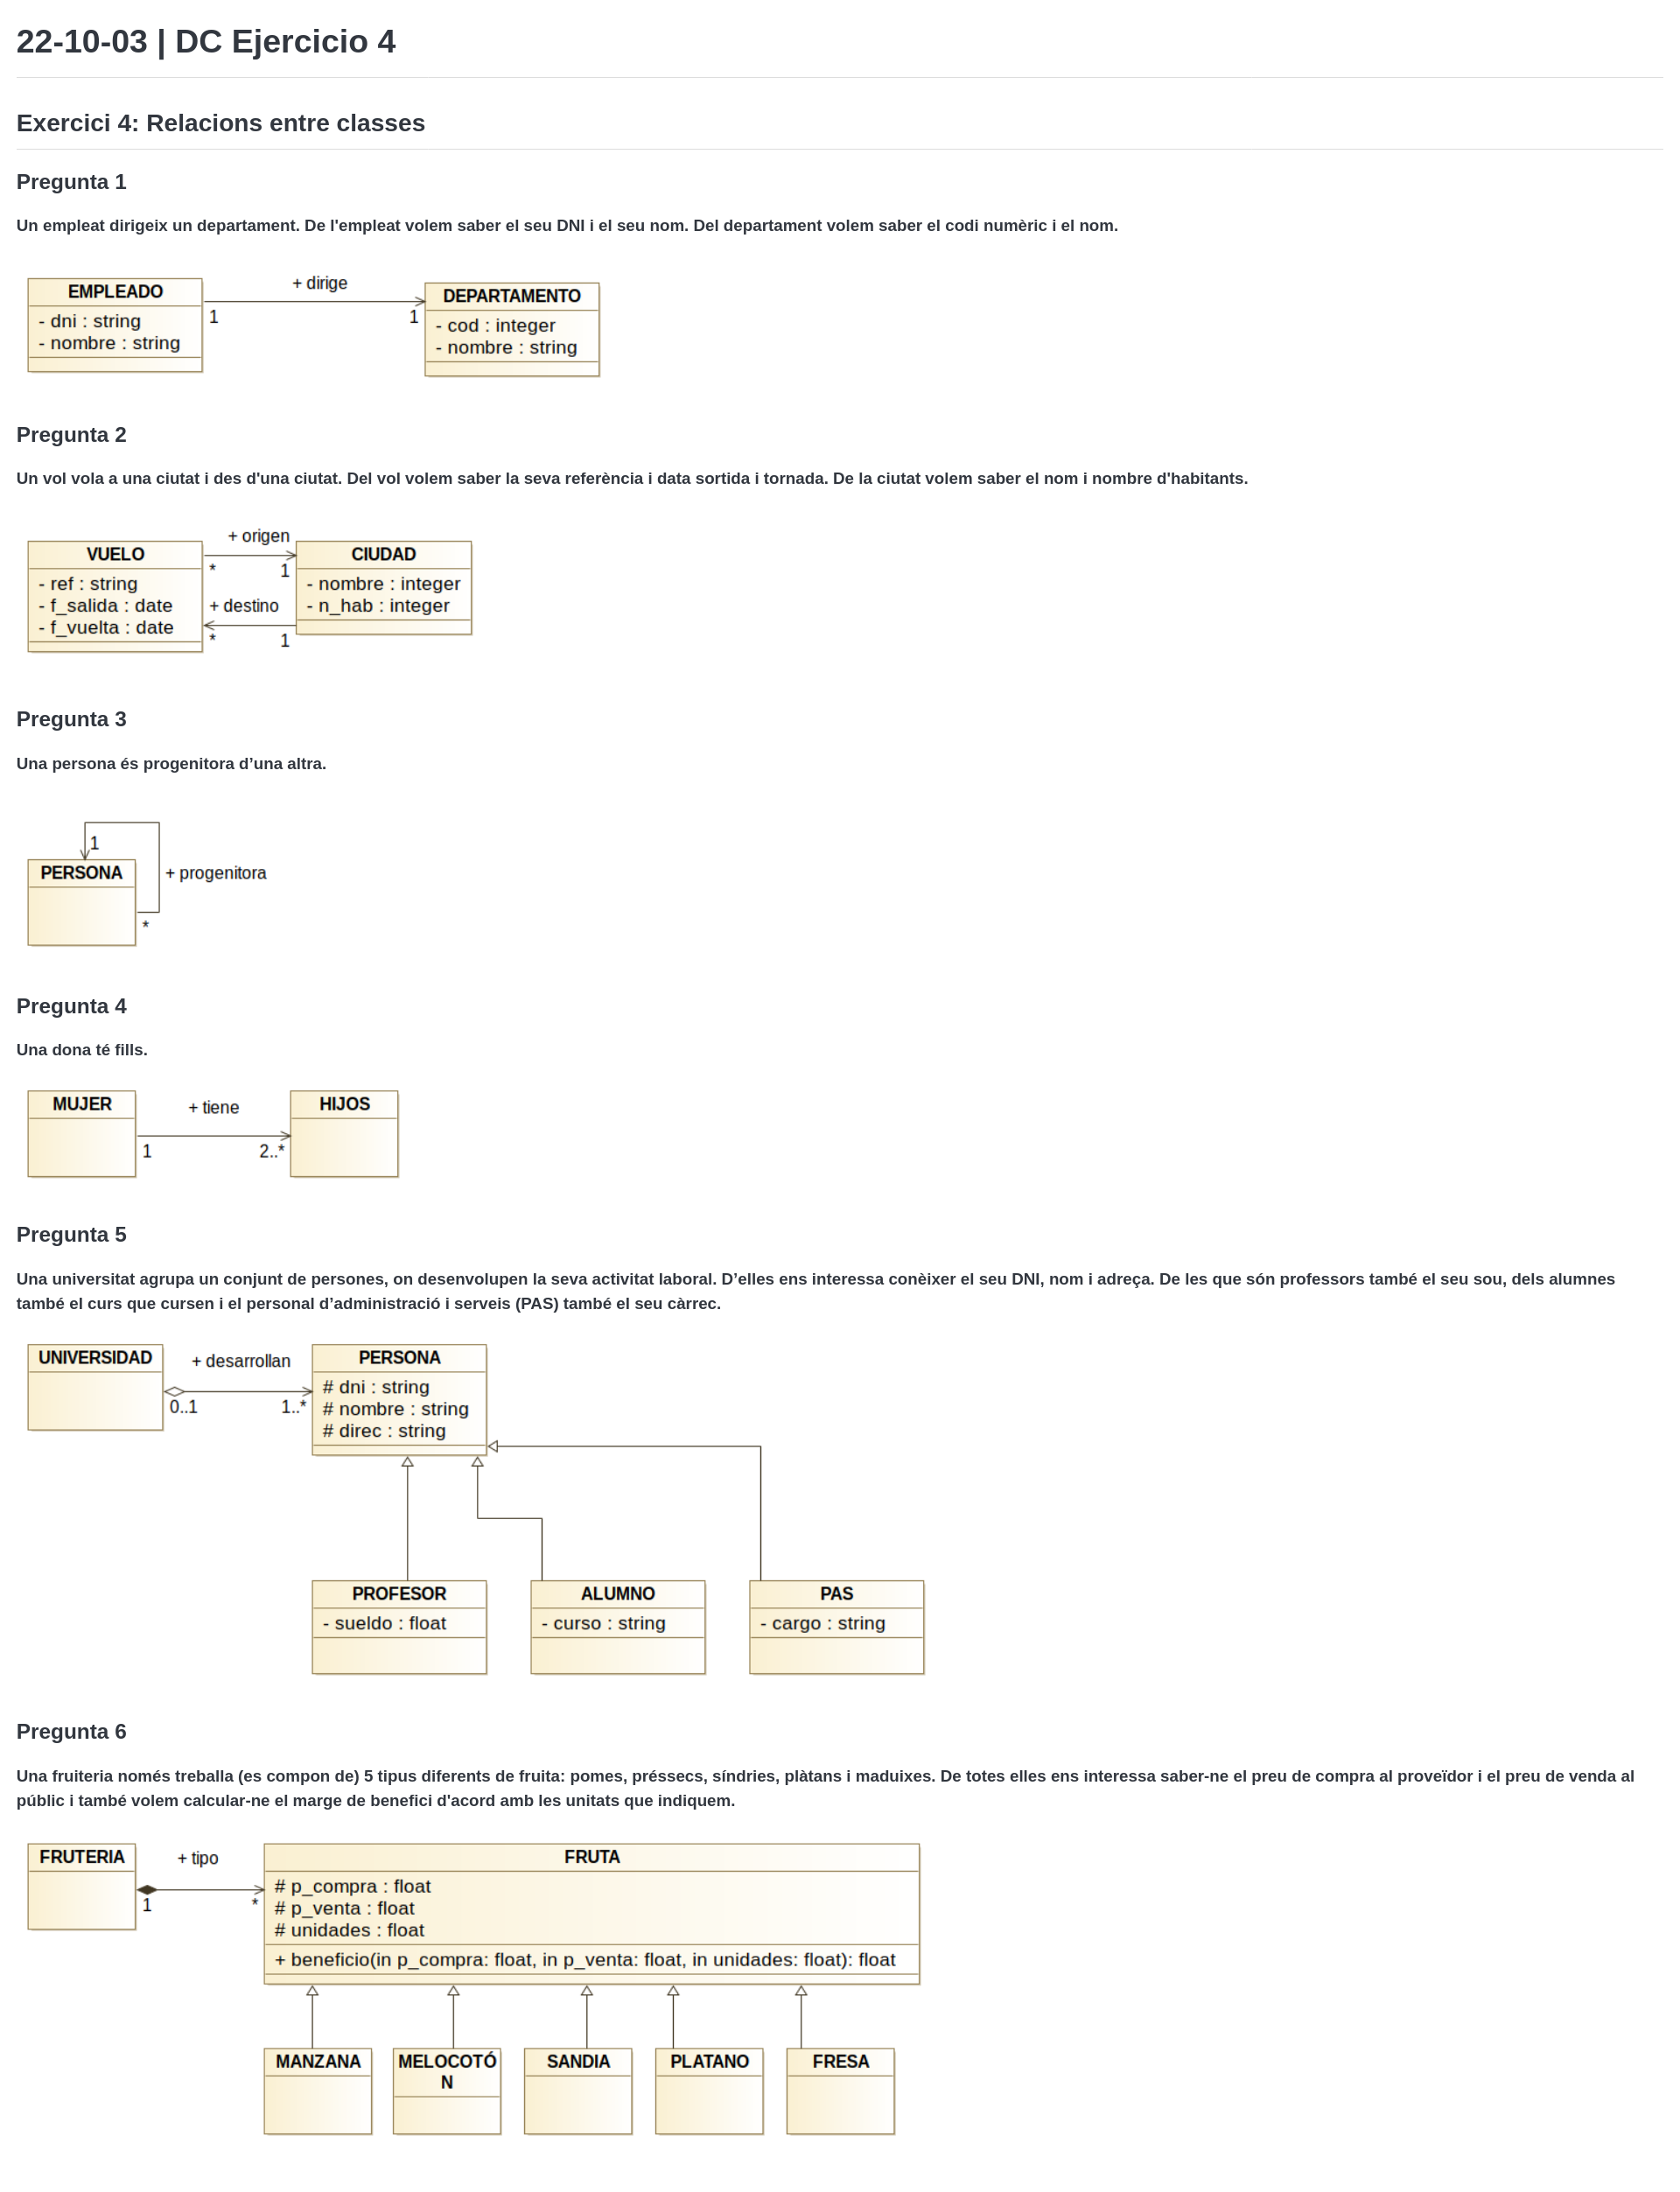 22-10-03 | DC Ejercicio 4
Exercici 4: Relacions entre classes
Pregunta 1
Un empleat dirigeix un departament. De l'empleat volem saber el seu DNI i el seu nom. Del departament volem saber el codi numèric i el nom.
EMPLEADO
- dni : string
- nombre : string
+ dirige
1
1
DEPARTAMENTO
- cod : integer
- nombre : string
Pregunta 2
Un vol vola a una ciutat i des d'una ciutat. Del vol volem saber la seva referència i data sortida i tornada. De la ciutat volem saber el nom i nombre d'habitants.
VUELO
- ref : string
- f_salida : date
- f_vuelta : date
+ origen
*
1
+ destino
*
1
CIUDAD
- nombre : integer
- n_hab : integer
Pregunta 3
Una persona és progenitora d’una altra.
1
PERSONA
+ progenitora
*
Pregunta 4
Una dona té fills.
MUJER
+ tiene
1
2..*
HIJOS
Pregunta 5
Una universitat agrupa un conjunt de persones, on desenvolupen la seva activitat laboral. D’elles ens interessa conèixer el seu DNI, nom i adreça. De les que són professors també el seu sou, dels alumnes
també el curs que cursen i el personal d’administració i serveis (PAS) també el seu càrrec.
UNIVERSIDAD
+ desarrollan
0..1
1..*
PERSONA
# dni : string
# nombre : string
# direc : string
PROFESOR
- sueldo : float
ALUMNO
- curso : string
PAS
- cargo : string
Pregunta 6
Una fruiteria només treballa (es compon de) 5 tipus diferents de fruita: pomes, préssecs, síndries, plàtans i maduixes. De totes elles ens interessa saber-ne el preu de compra al proveïdor i el preu de venda al
públic i també volem calcular-ne el marge de benefici d'acord amb les unitats que indiquem.
FRUTERIA
+ tipo
1
*
FRUTA
# p_compra : float
# p_venta : float
# unidades : float
+ beneficio(in p_compra: float, in p_venta: float, in unidades: float): float
MANZANA
MELOCOTÓ
N
SANDIA
PLATANO
FRESA